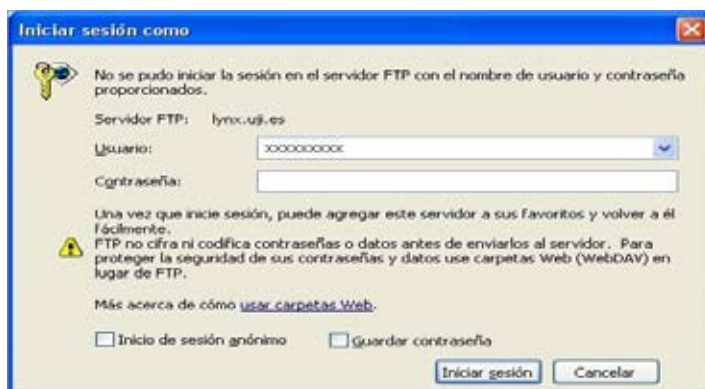 Iniciar sesión como
No se pudo iniciar la sesión en el servidor FTP con el nombre de usuario y contraseña
proporcionados.
Servidor FTP: lynx.uji.es
Usuario: xxxxxxxxxx
Contraseña:
Una vez que inicie sesión, puede agregar este servidor a sus favoritos y volver a él
fácilmente.
FTP no cifra ni codifica contraseñas o datos antes de enviarlos al servidor. Para
proteger la seguridad de sus contraseñas y datos use carpetas Web (WebDAV) en
lugar de FTP.
Más acerca de cómo usar carpetas Web.
Inicio de sesión anónimo Guardar contraseña
Iniciar sesión Cancelar